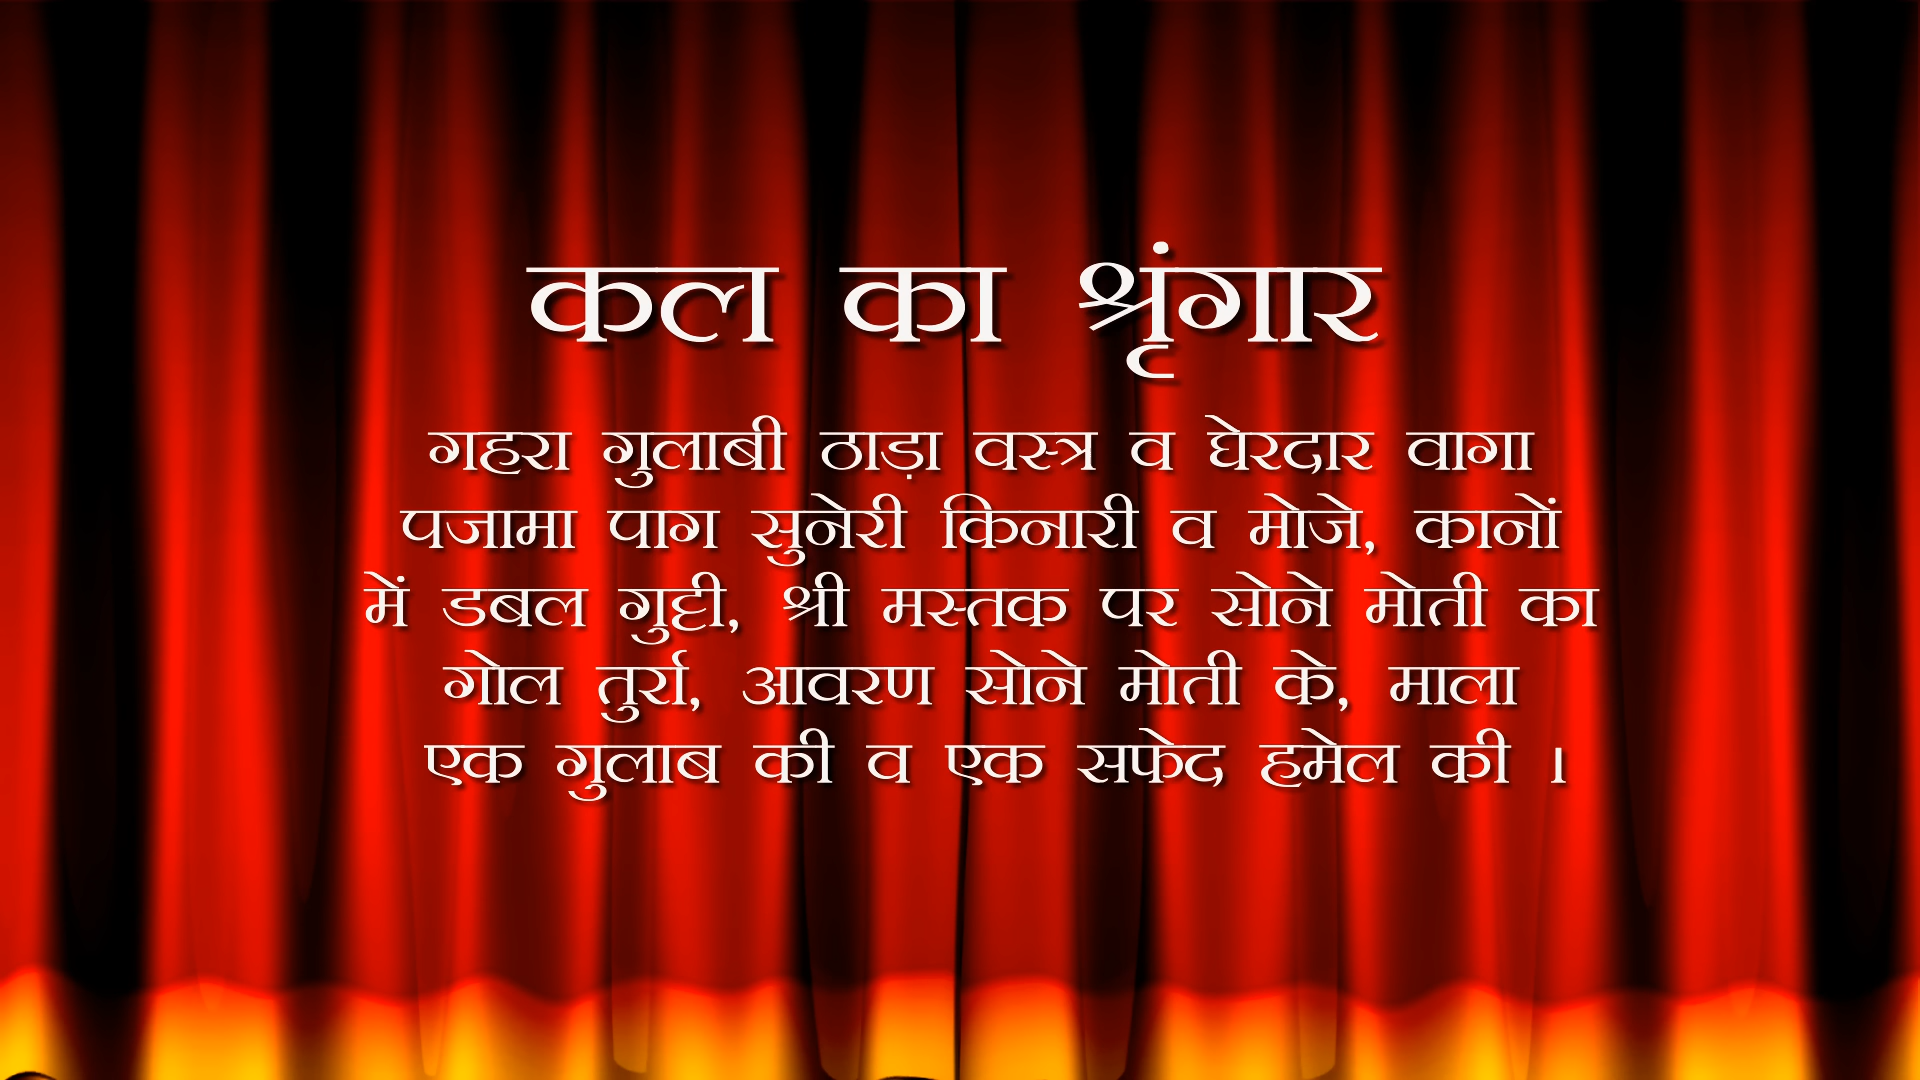 कल का श्रृंगार
गहरा गुलाबी ठाड़ा वस्त्र व घेरदार वागा
पजामा पाग सुनेरी किनारी व मोजे, कानों
में डबल गुट्टी, श्री मस्तक पर सोने मोती का
गोल तुर्रा, आवरण सोने मोती के, माला
एक गुलाब की व एक सफेद हमेल की ।